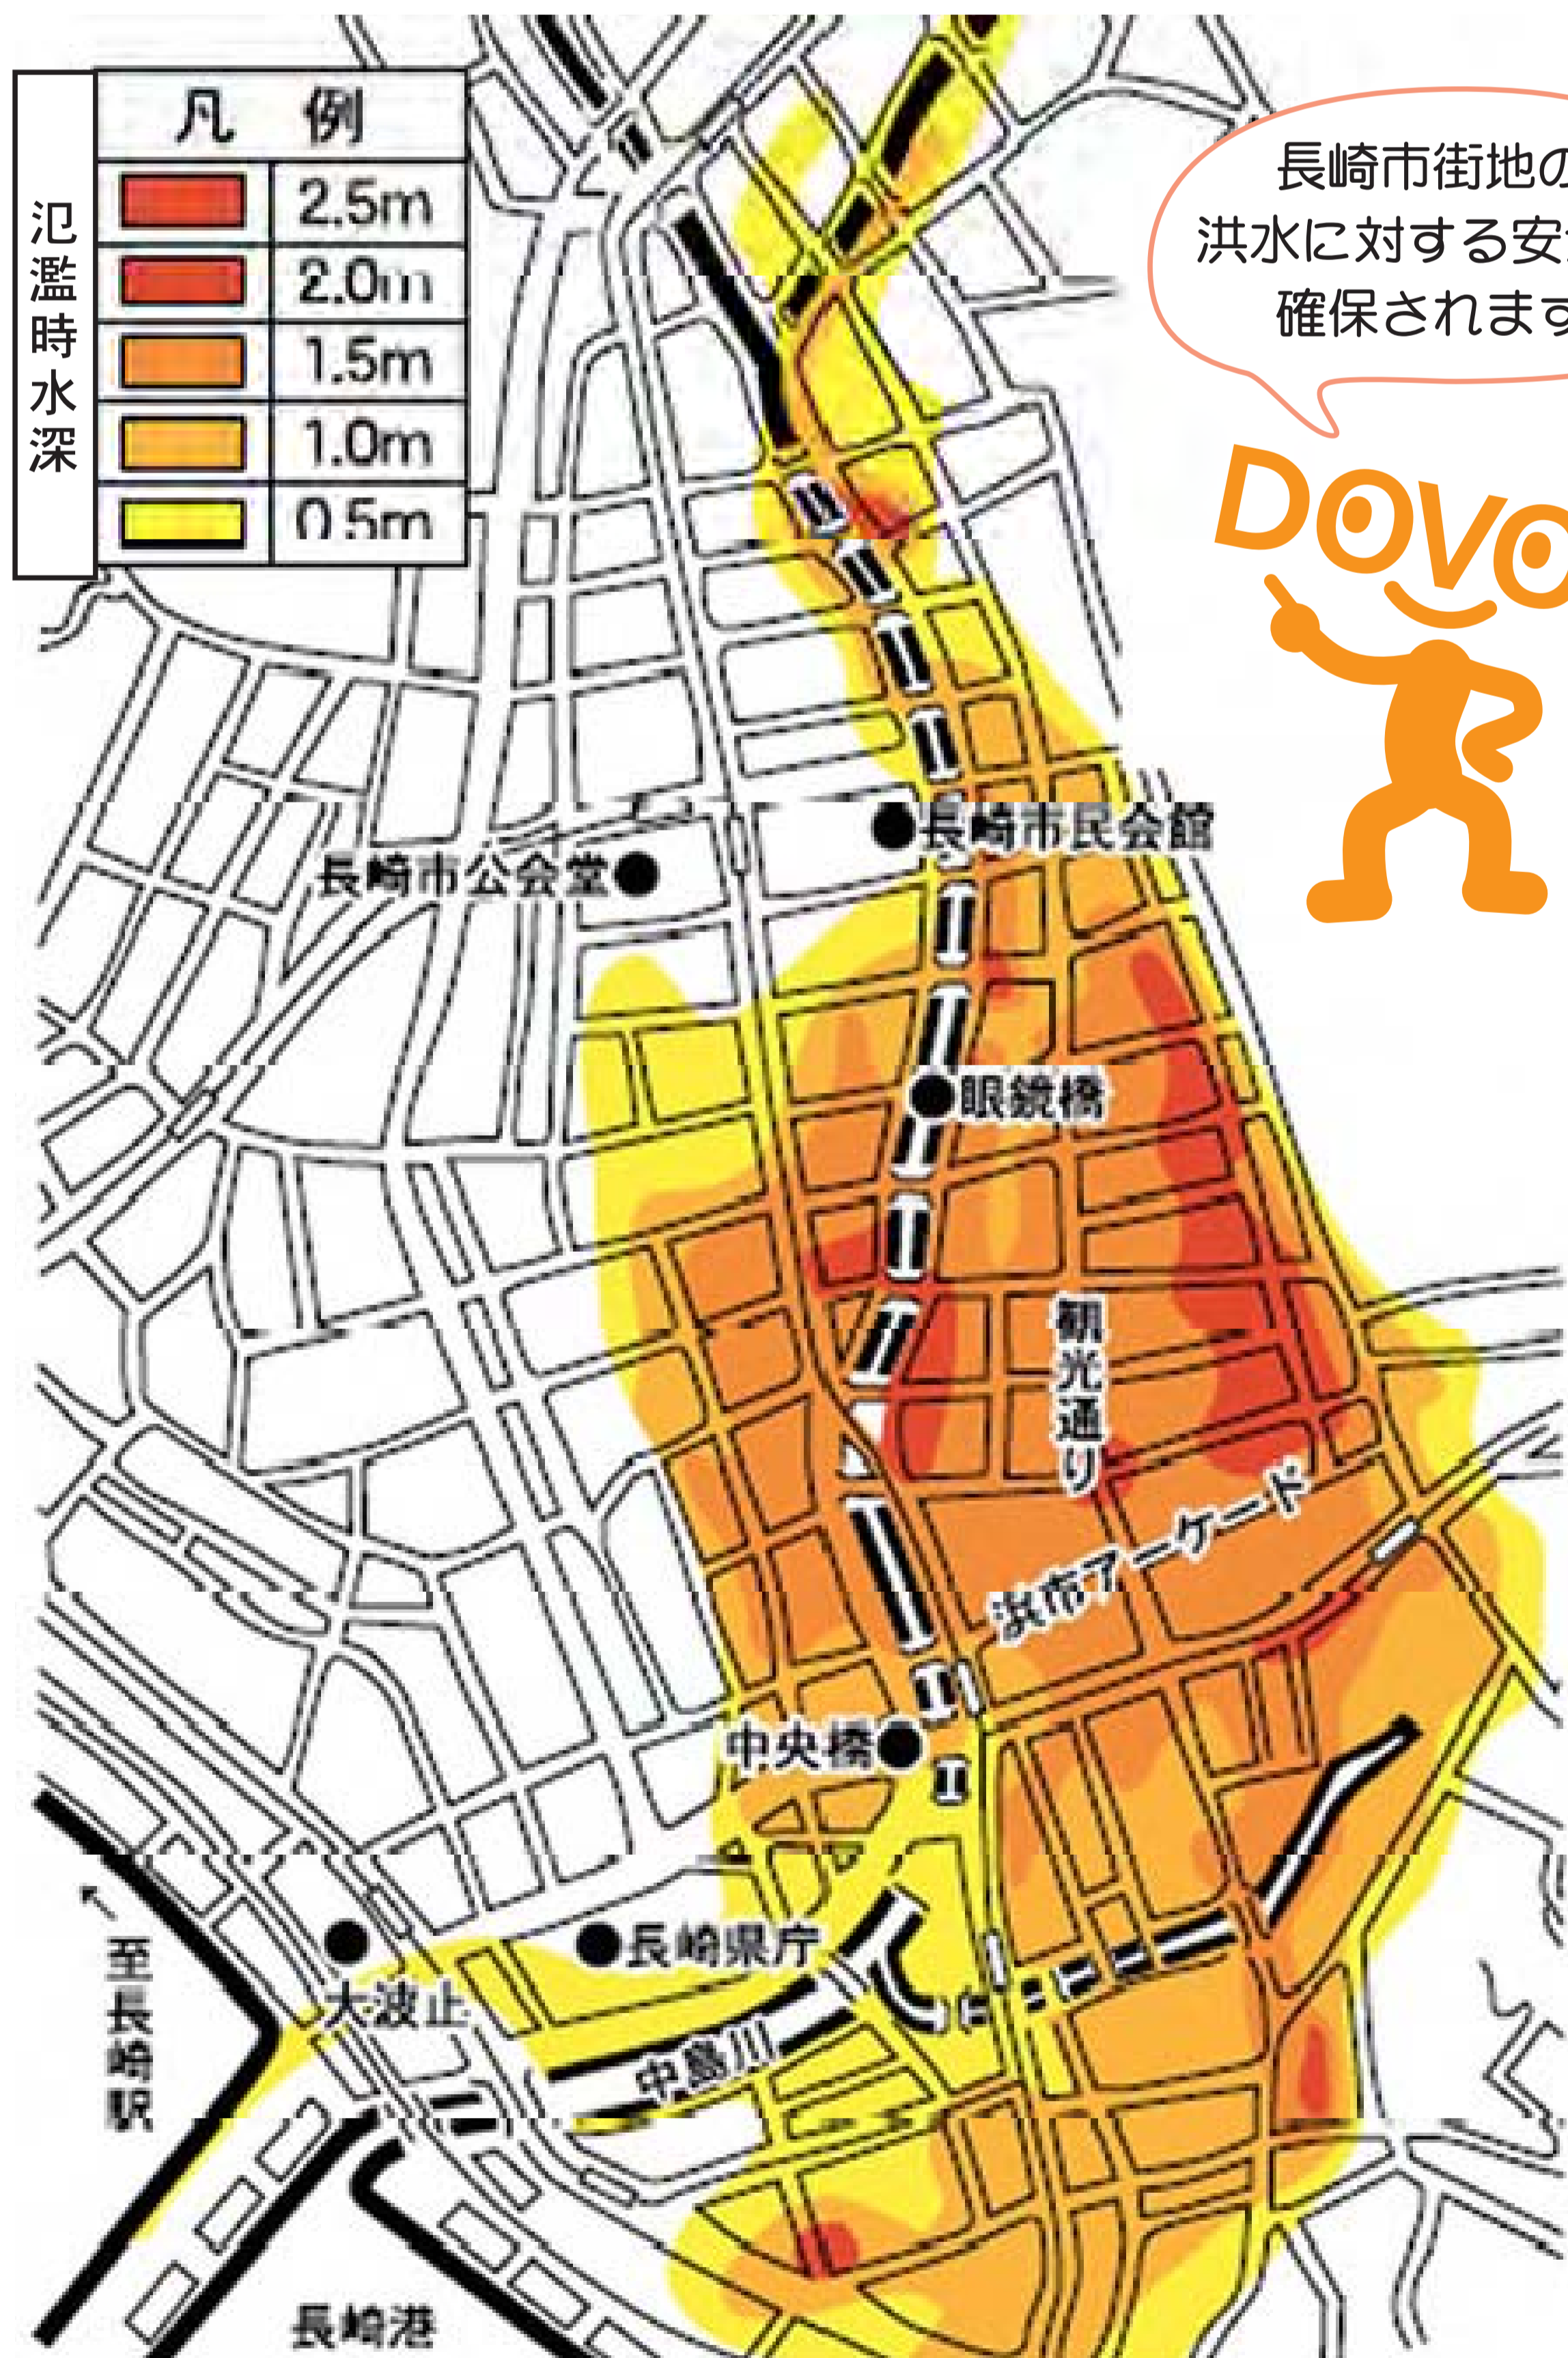 凡 例
氾濫時水深
2.5m
2.0m
1.5m
1.0m
0.5m
長崎市街地の
洪水に対する安
確保されます
DOVO
長崎市民会館
長崎市公会堂
眼鏡橋
観光通り
浜市アーケード
中央橋
長崎県庁
大波止
中島川
至長崎駅
長崎港